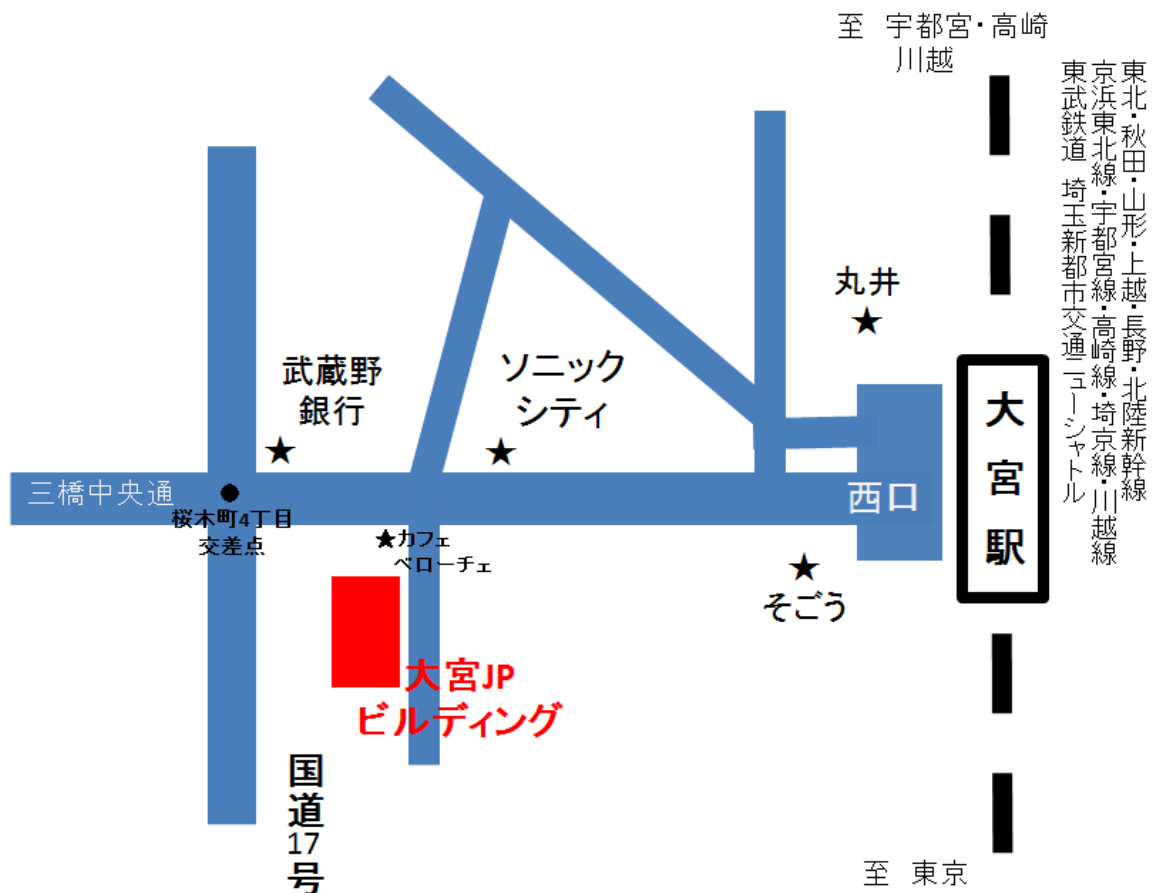 至 宇都宮・高崎
川越
東北・秋田・山形・上越・長野・北陸新幹線
京浜東北線・宇都宮線・高崎線・埼京線・川越線
東武鉄道 埼玉新都市交通ニューシャトル
丸井
★
武蔵野
銀行
★
ソニック
シティ
★
大宮駅
三橋中央通
西口
桜木町4丁目
交差点
★カフェ
ベローチェ
★
そごう
大宮JP
ビルディング
国道17号
至 東京